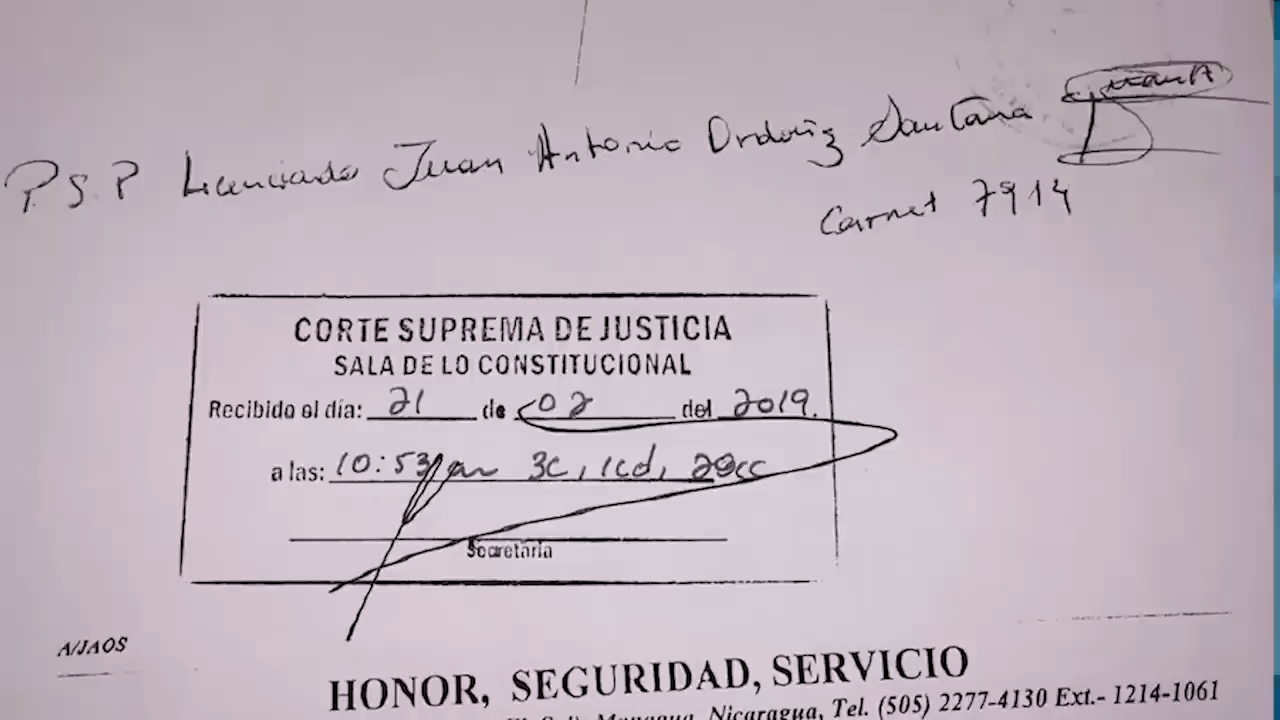 P.S.P Licenciado Juan Antonio Ordoñiz Santana
Carnet 7914
CORTE SUPREMA DE JUSTICIA
SALA DE LO CONSTITUCIONAL
Recibido el día: 21 de 02 del 2019.
a las: 10:53 am 3c, 1cd, 29cc
Secretaria
A/JAOS
HONOR, SEGURIDAD, SERVICIO
Managua, Nicaragua, Tel. (505) 2277-4130 Ext.- 1214-1061